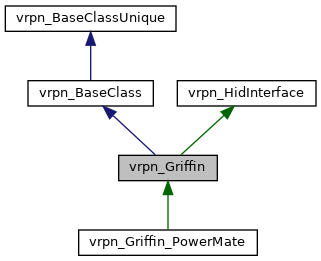 vrpn_BaseClassUnique
vrpn_BaseClass
vrpn_HidInterface
vrpn_Griffin
vrpn_Griffin_PowerMate